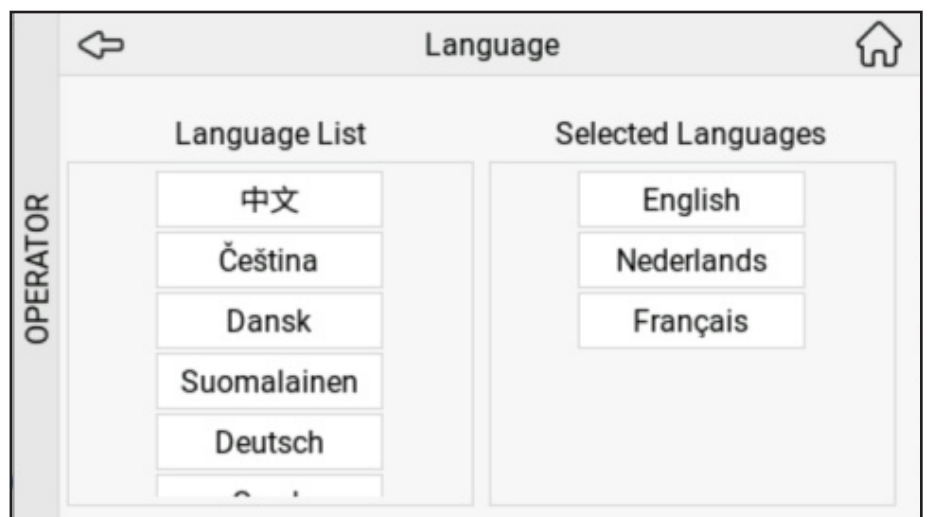 Language
OPERATOR
Language List
中文
Čeština
Dansk
Suomalainen
Deutsch
Selected Languages
English
Nederlands
Français